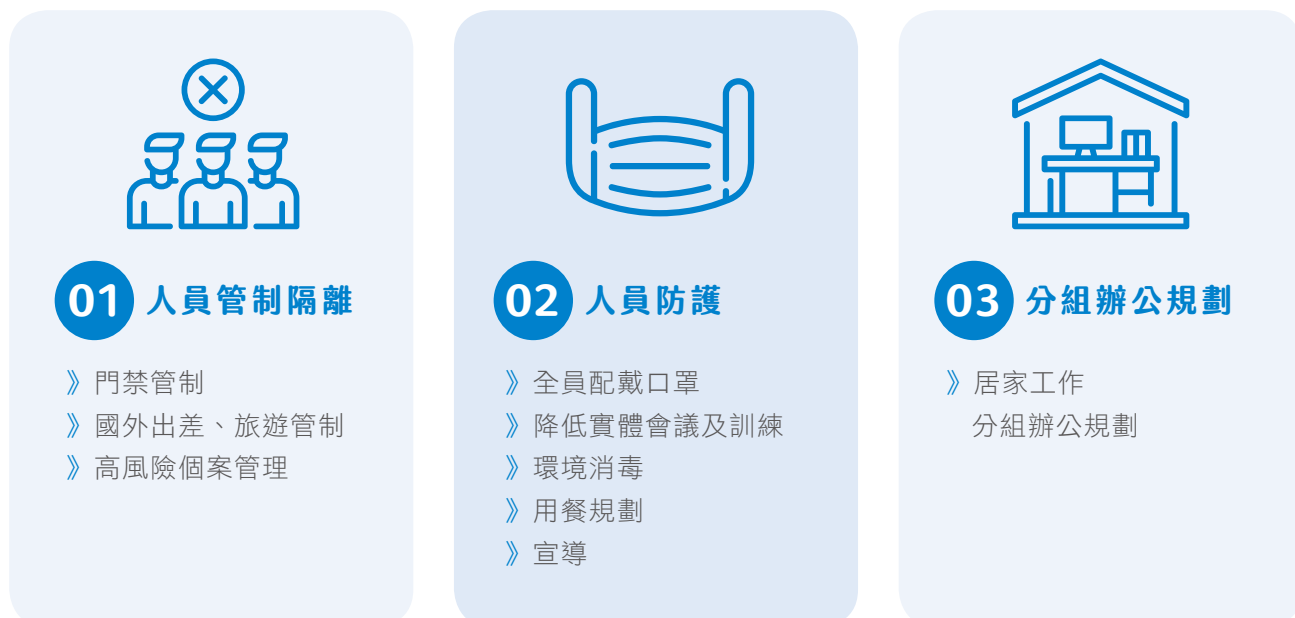 01 人員管制隔離
》門禁管制
》國外出差、旅遊管制
》高風險個案管理
02 人員防護
》全員配戴口罩
》降低實體會議及訓練
》環境消毒
》用餐規劃
》宣導
03 分組辦公規劃
》居家工作
分組辦公規劃